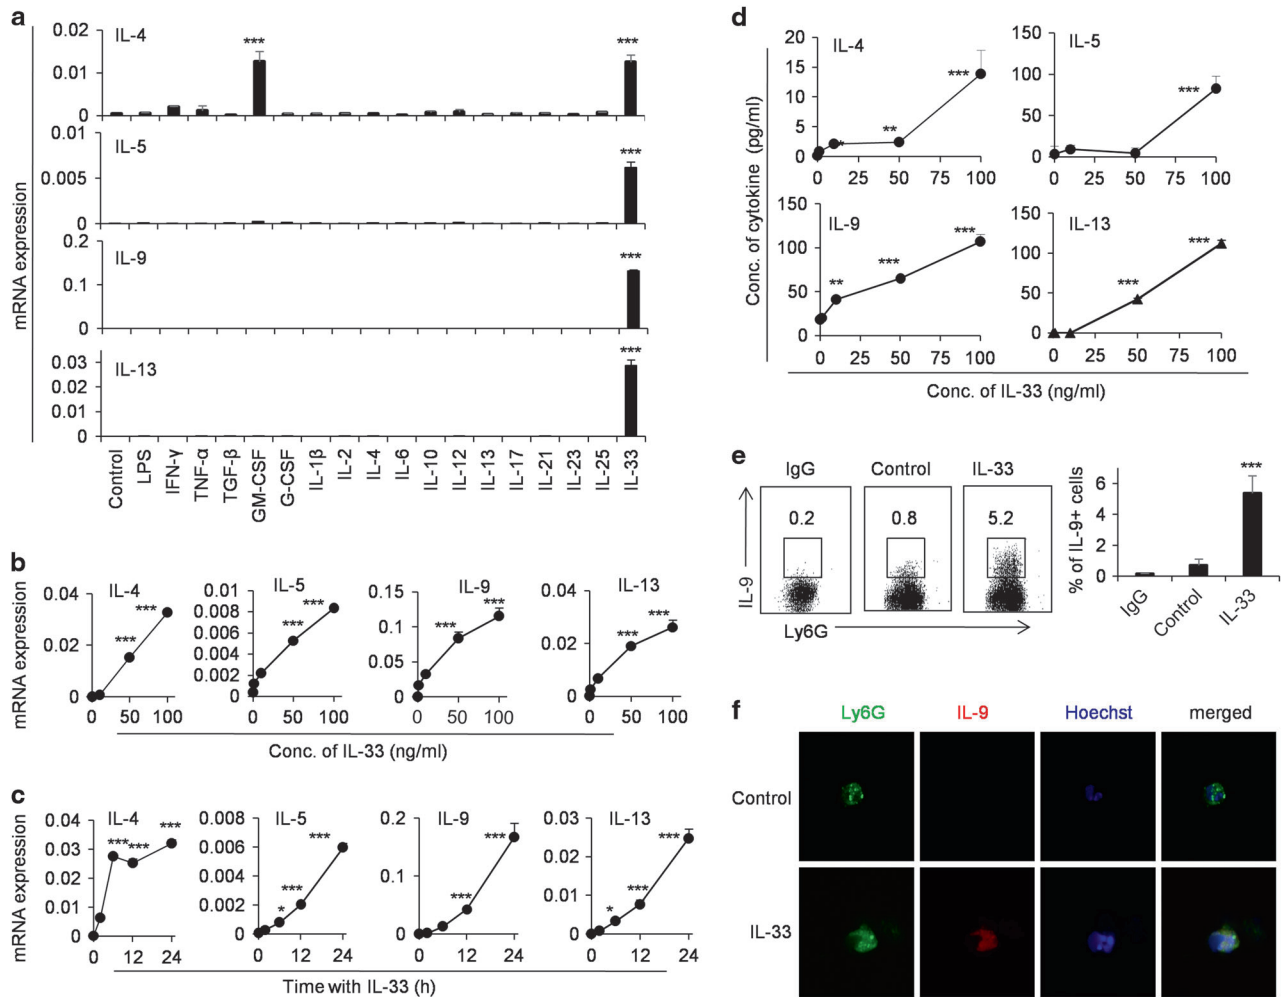 a
mRNA expression
IL-4
0.02
0.01
0
*** ***
IL-5
0.01
0.005
0
***
IL-9
0.2
0.1
0
***
IL-13
0.03
0.02
0.01
0
***
Control LPS IFN-γ TNF-α TGF-β GM-CSF G-CSF IL-1β IL-2 IL-4 IL-6 IL-10 IL-12 IL-13 IL-17 IL-21 IL-23 IL-25 IL-33
b
mRNA expression
IL-4
0.04
0.02
0
*** ***
0 50 100
IL-5
0.01
0.008
0.006
0.004
0.002
0
*** ***
0 50 100
IL-9
0.15
0.1
0.05
0
*** ***
0 50 100
IL-13
0.04
0.02
0
*** ***
0 50 100
Conc. of IL-33 (ng/ml)
c
mRNA expression
IL-4
0.04
0.03
0.02
0.01
0
*** *** ***
0 12 24
IL-5
0.008
0.006
0.004
0.002
0
* *** ***
0 12 24
IL-9
0.2
0.1
0
*** ***
0 12 24
IL-13
0.03
0.02
0.01
0
* *** ***
0 12 24
Time with IL-33 (h)
d
Conc. of cytokine (pg/ml)
IL-4
20
15
10
5
0
* ** ***
0 25 50 75 100
IL-5
150
100
50
0
***
0 25 50 75 100
IL-9
150
100
50
0
** *** ***
0 25 50 75 100
IL-13
150
100
50
0
*** ***
0 25 50 75 100
Conc. of IL-33 (ng/ml)
e
IgG Control IL-33
0.2 0.8 5.2
IL-9
Ly6G
% of IL-9+ cells
6
4
2
0
***
IgG Control IL-33
f
Ly6G IL-9 Hoechst merged
Control
IL-33